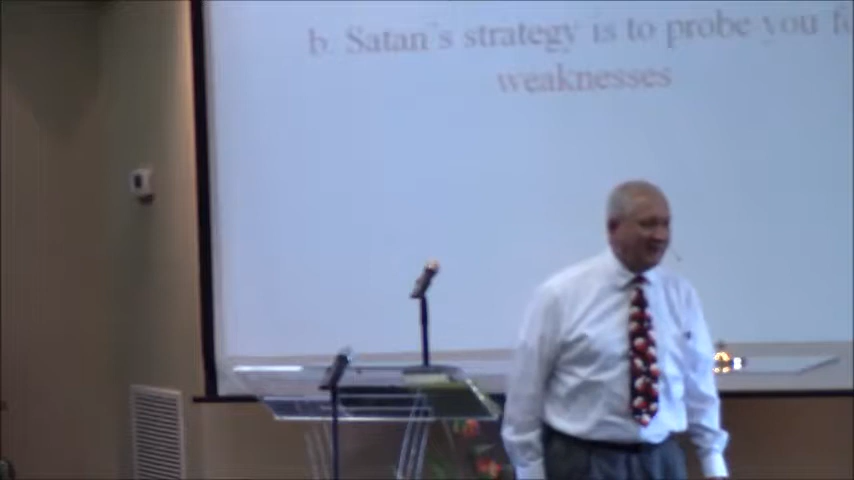 b. Satan's strategy is to probe you
weaknesses